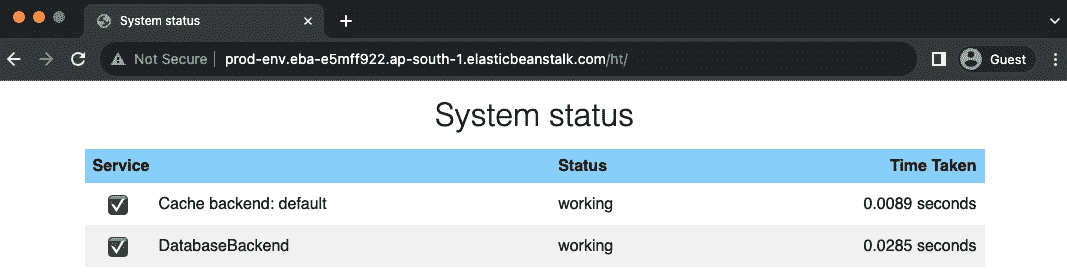 System status
Not Secure prod-env.eba-e5mff922.ap-south-1.elasticbeanstalk.com/ht/ Guest
System status
Service Status Time Taken
Cache backend: default working 0.0089 seconds
DatabaseBackend working 0.0285 seconds